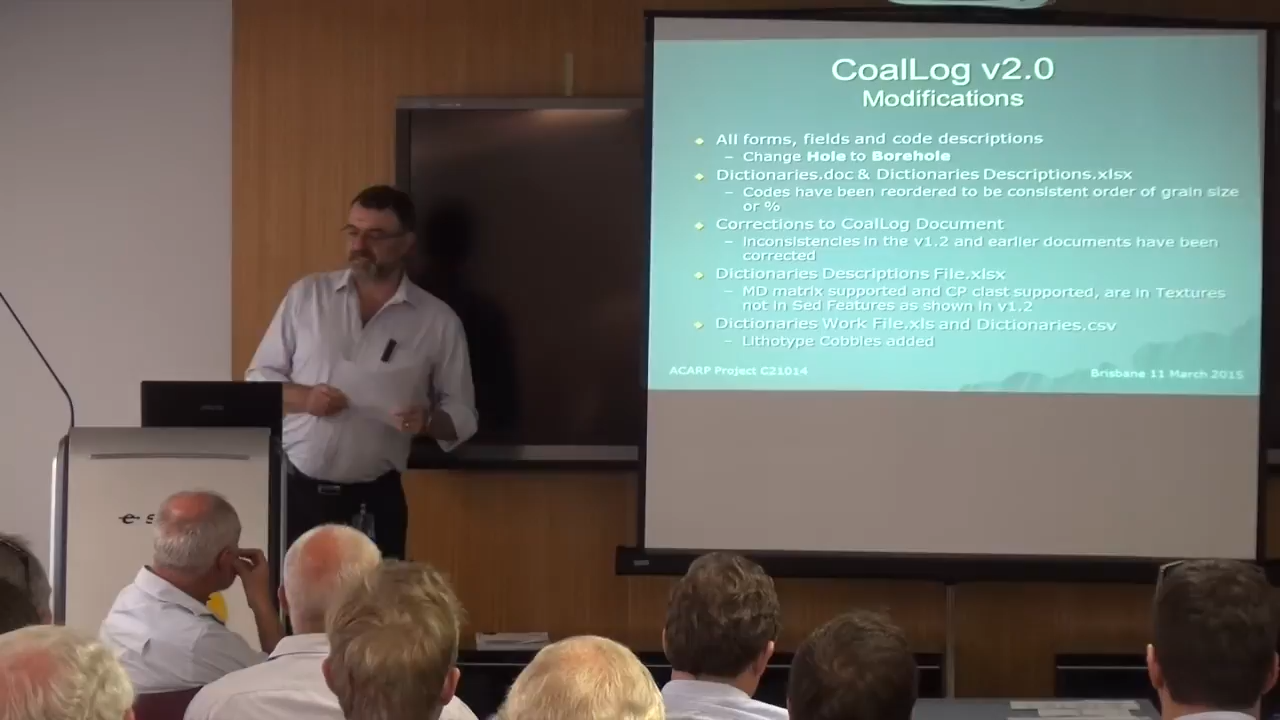 CoalLog v2.0
Modifications
All forms, fields and code descriptions
– Change Hole to Borehole
Dictionaries.doc & Dictionaries Descriptions.xlsx
– Codes have been reordered to be consistent order of grain size
or %
Corrections to CoalLog Document
– Inconsistencies in the v1.2 and earlier documents have been
corrected
Dictionaries Descriptions File.xlsx
– MD matrix supported and CP clast supported, are in Textures
not in Sed Features as shown in v1.2
Dictionaries Work File.xls and Dictionaries.csv
– Lithotype Cobbles added
ACARP Project C21014
Brisbane 11 March 2015
e-s